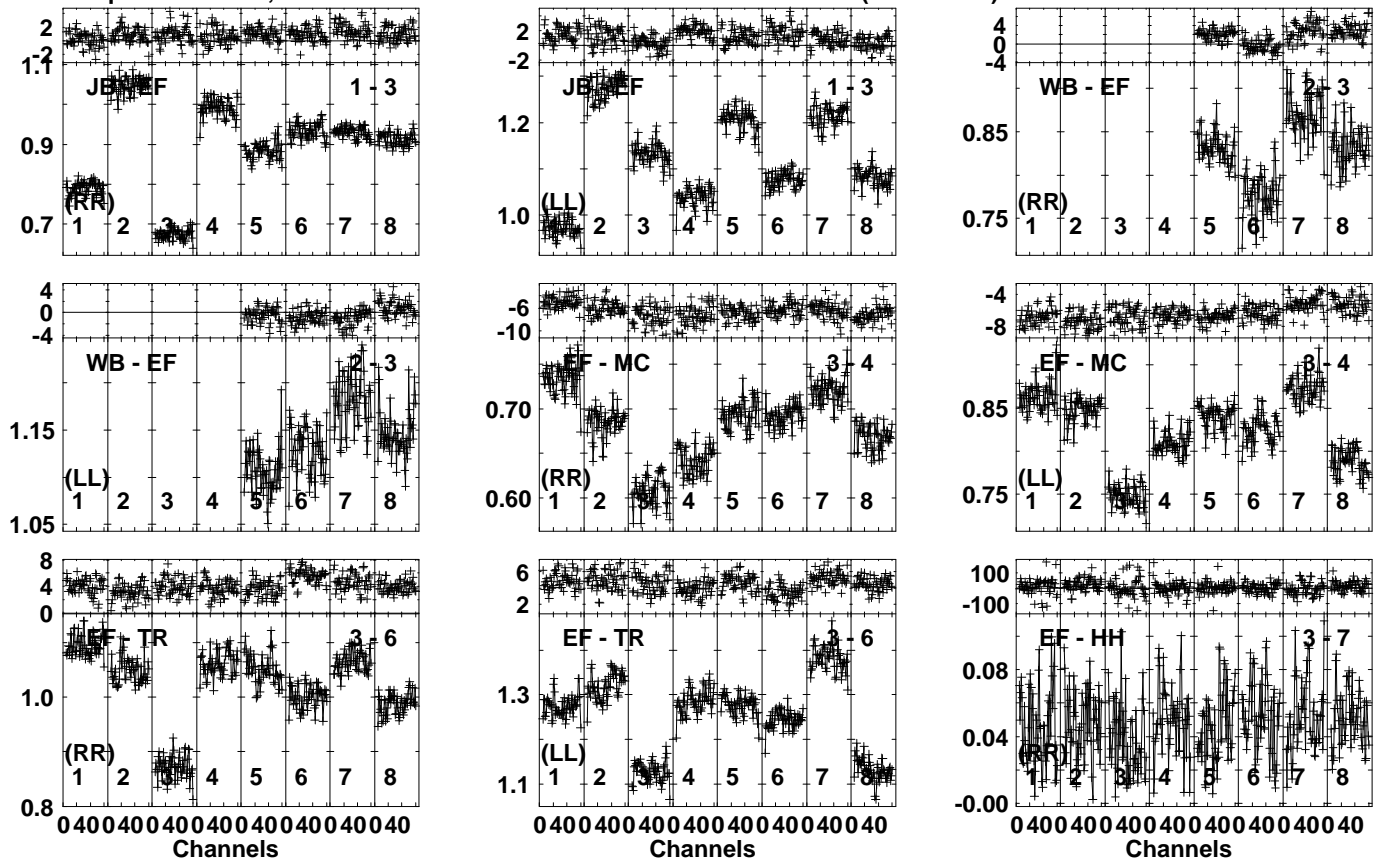 2
-2
1.1
JB - EF 1 - 3
0.9
(RR)
0.7
1 2 3 4 5 6 7 8
2
-2
JB - EF 1 - 3
1.2
(LL)
1.0
1 2 3 4 5 6 7 8
4
0
-4
WB - EF 2 - 3
0.85
(RR)
0.75
1 2 3 4 5 6 7 8
4
0
-4
WB - EF 2 - 3
1.15
(LL)
1 2 3 4 5 6 7 8
1.05
-6
-10
EF - MC 3 - 4
0.70
(RR)
0.60
1 2 3 4 5 6 7 8
-4
-8
EF - MC 3 - 4
0.85
(LL)
0.75
1 2 3 4 5 6 7 8
8
4
0
EF - TR 3 - 6
1.0
(RR)
1 2 3 4 5 6 7 8
0.8
0 40 0 40 0 40 0 40 0 40 0 40 0 40 0 40
Channels
6
2
EF - TR 3 - 6
1.3
(LL)
1.1
1 2 3 4 5 6 7 8
0 40 0 40 0 40 0 40 0 40 0 40 0 40 0 40
Channels
100
-100
EF - HH 3 - 7
0.08
0.04
(RR)
1 2 3 4 5 6 7 8
-0.00
0 40 0 40 0 40 0 40 0 40 0 40 0 40 0 40
Channels